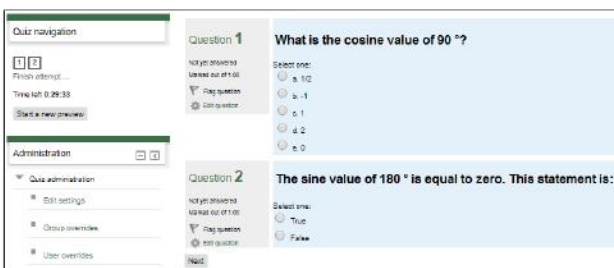 Quiz navigation
1 2
Finish attempt ...
Time left 0:29:33
Start a new preview
Administration
Quiz administration
Edit settings
Group overrides
User overrides
Question 1
Not yet answered
Marked out of 1.00
Flag question
Edit question
What is the cosine value of 90 °?
Select one:
a. 1/2
b. -1
c. 1
d. 2
e. 0
Question 2
Not yet answered
Marked out of 1.00
Flag question
Edit question
The sine value of 180 ° is equal to zero. This statement is:
Select one:
True
False
Next